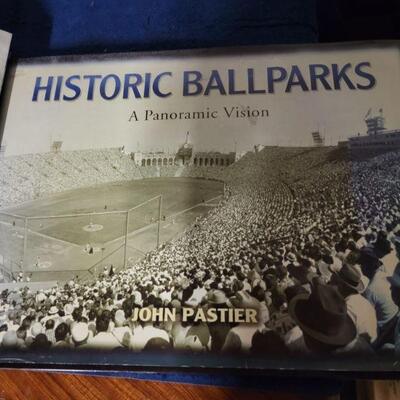 HISTORIC BALLPARKS
A Panoramic Vision
JOHN PASTIER